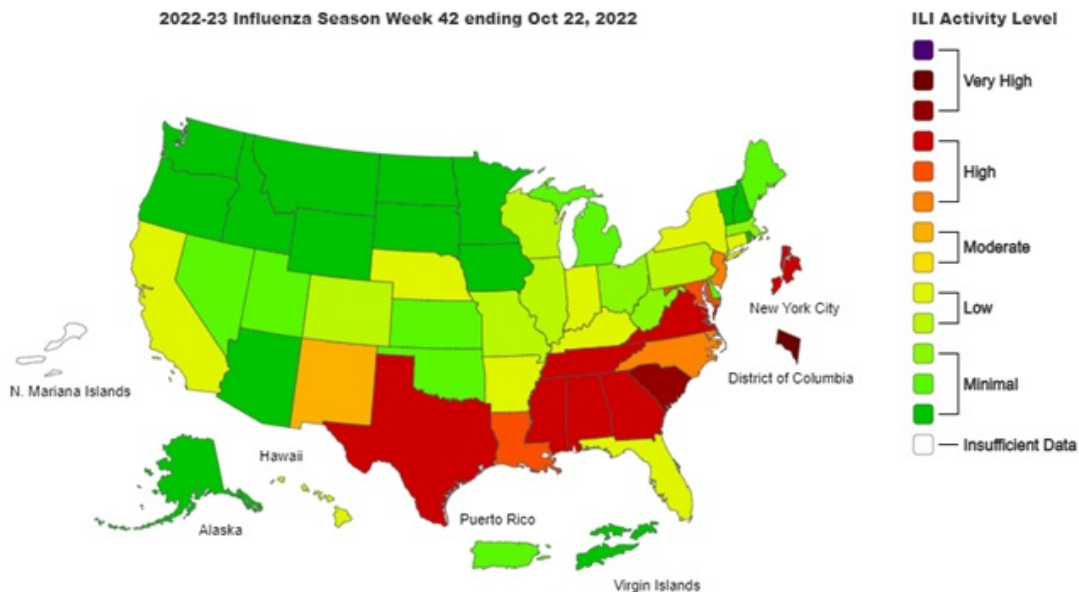 2022-23 Influenza Season Week 42 ending Oct 22, 2022
ILI Activity Level
Very High
High
Moderate
Low
Minimal
Insufficient Data
New York City
District of Columbia
N. Mariana Islands
Hawaii
Alaska
Puerto Rico
Virgin Islands